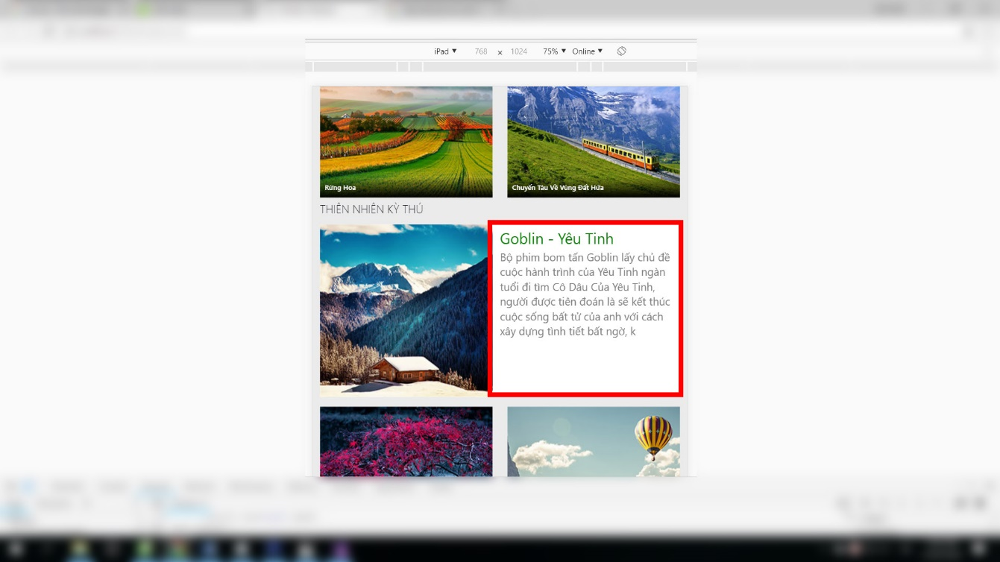 iPad ▼ 768 × 1024 75% ▼ Online ▼
Rừng Hoa
Chuyến Tàu Về Vùng Đất Hứa
THIÊN NHIÊN KỲ THÚ
Goblin - Yêu Tinh
Bộ phim bom tấn Goblin lấy chủ đề
cuộc hành trình của Yêu Tinh ngàn
tuổi đi tìm Cô Dâu Của Yêu Tinh,
người được tiên đoán là sẽ kết thúc
cuộc sống bất tử của anh với cách
xây dựng tình tiết bất ngờ, k